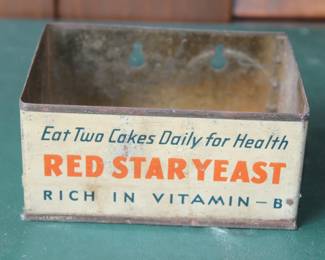 Eat Two Cakes Daily for Health
RED STAR YEAST
RICH IN VITAMIN - B